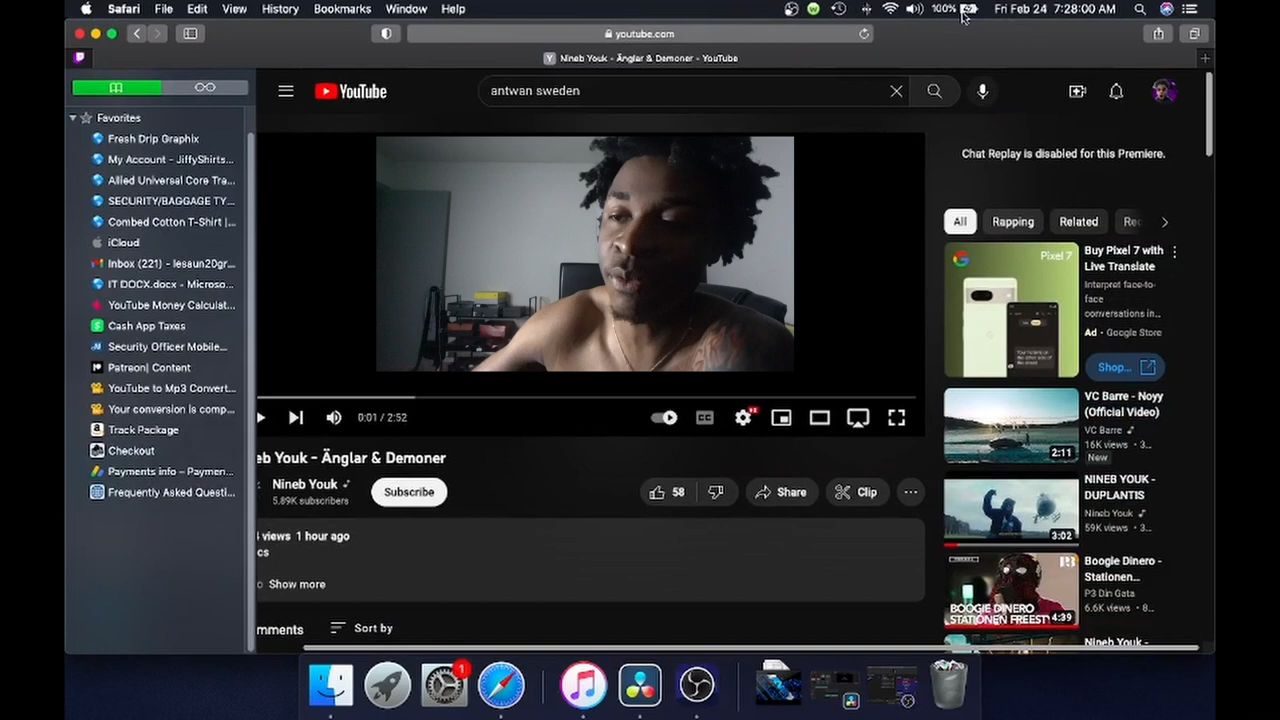 Safari File Edit View History Bookmarks Window Help
100%
Fri Feb 24 7:28:00 AM
youtube.com
Nineb Youk - Änglar & Demoner - YouTube
Favorites
Fresh Drip Graphix
My Account - JiffyShirts...
Allied Universal Core Tra...
SECURITY/BAGGAGE TY...
Combed Cotton T-Shirt |...
iCloud
Inbox (221) - lesaun20gr...
IT DOCX.docx - Microso...
YouTube Money Calculat...
Cash App Taxes
Security Officer Mobile...
Patreon| Content
YouTube to Mp3 Convert...
Your conversion is comp...
Track Package
Checkout
Payments info – Paymen...
Frequently Asked Questi...
YouTube
antwan sweden
0:01 / 2:52
CC
eb Youk - Änglar & Demoner
Nineb Youk
5.89K subscribers
Subscribe
58
Share
Clip
views 1 hour ago
cs
Show more
mments
Sort by
Chat Replay is disabled for this Premiere.
All
Rapping
Related
Rec
Pixel 7
Buy Pixel 7 with
Live Translate
Interpret face-to-
face
conversations in...
Ad · Google Store
Shop...
2:11
VC Barre - Noyy
(Official Video)
VC Barre
16K views · 3...
New
3:02
NINEB YOUK -
DUPLANTIS
Nineb Youk
59K views · 3...
BOOGIE DINERO
STATIONEN FREEST
4:39
Boogie Dinero -
Stationen...
P3 Din Gata
6.6K views · 8...
Nineb Youk -
1